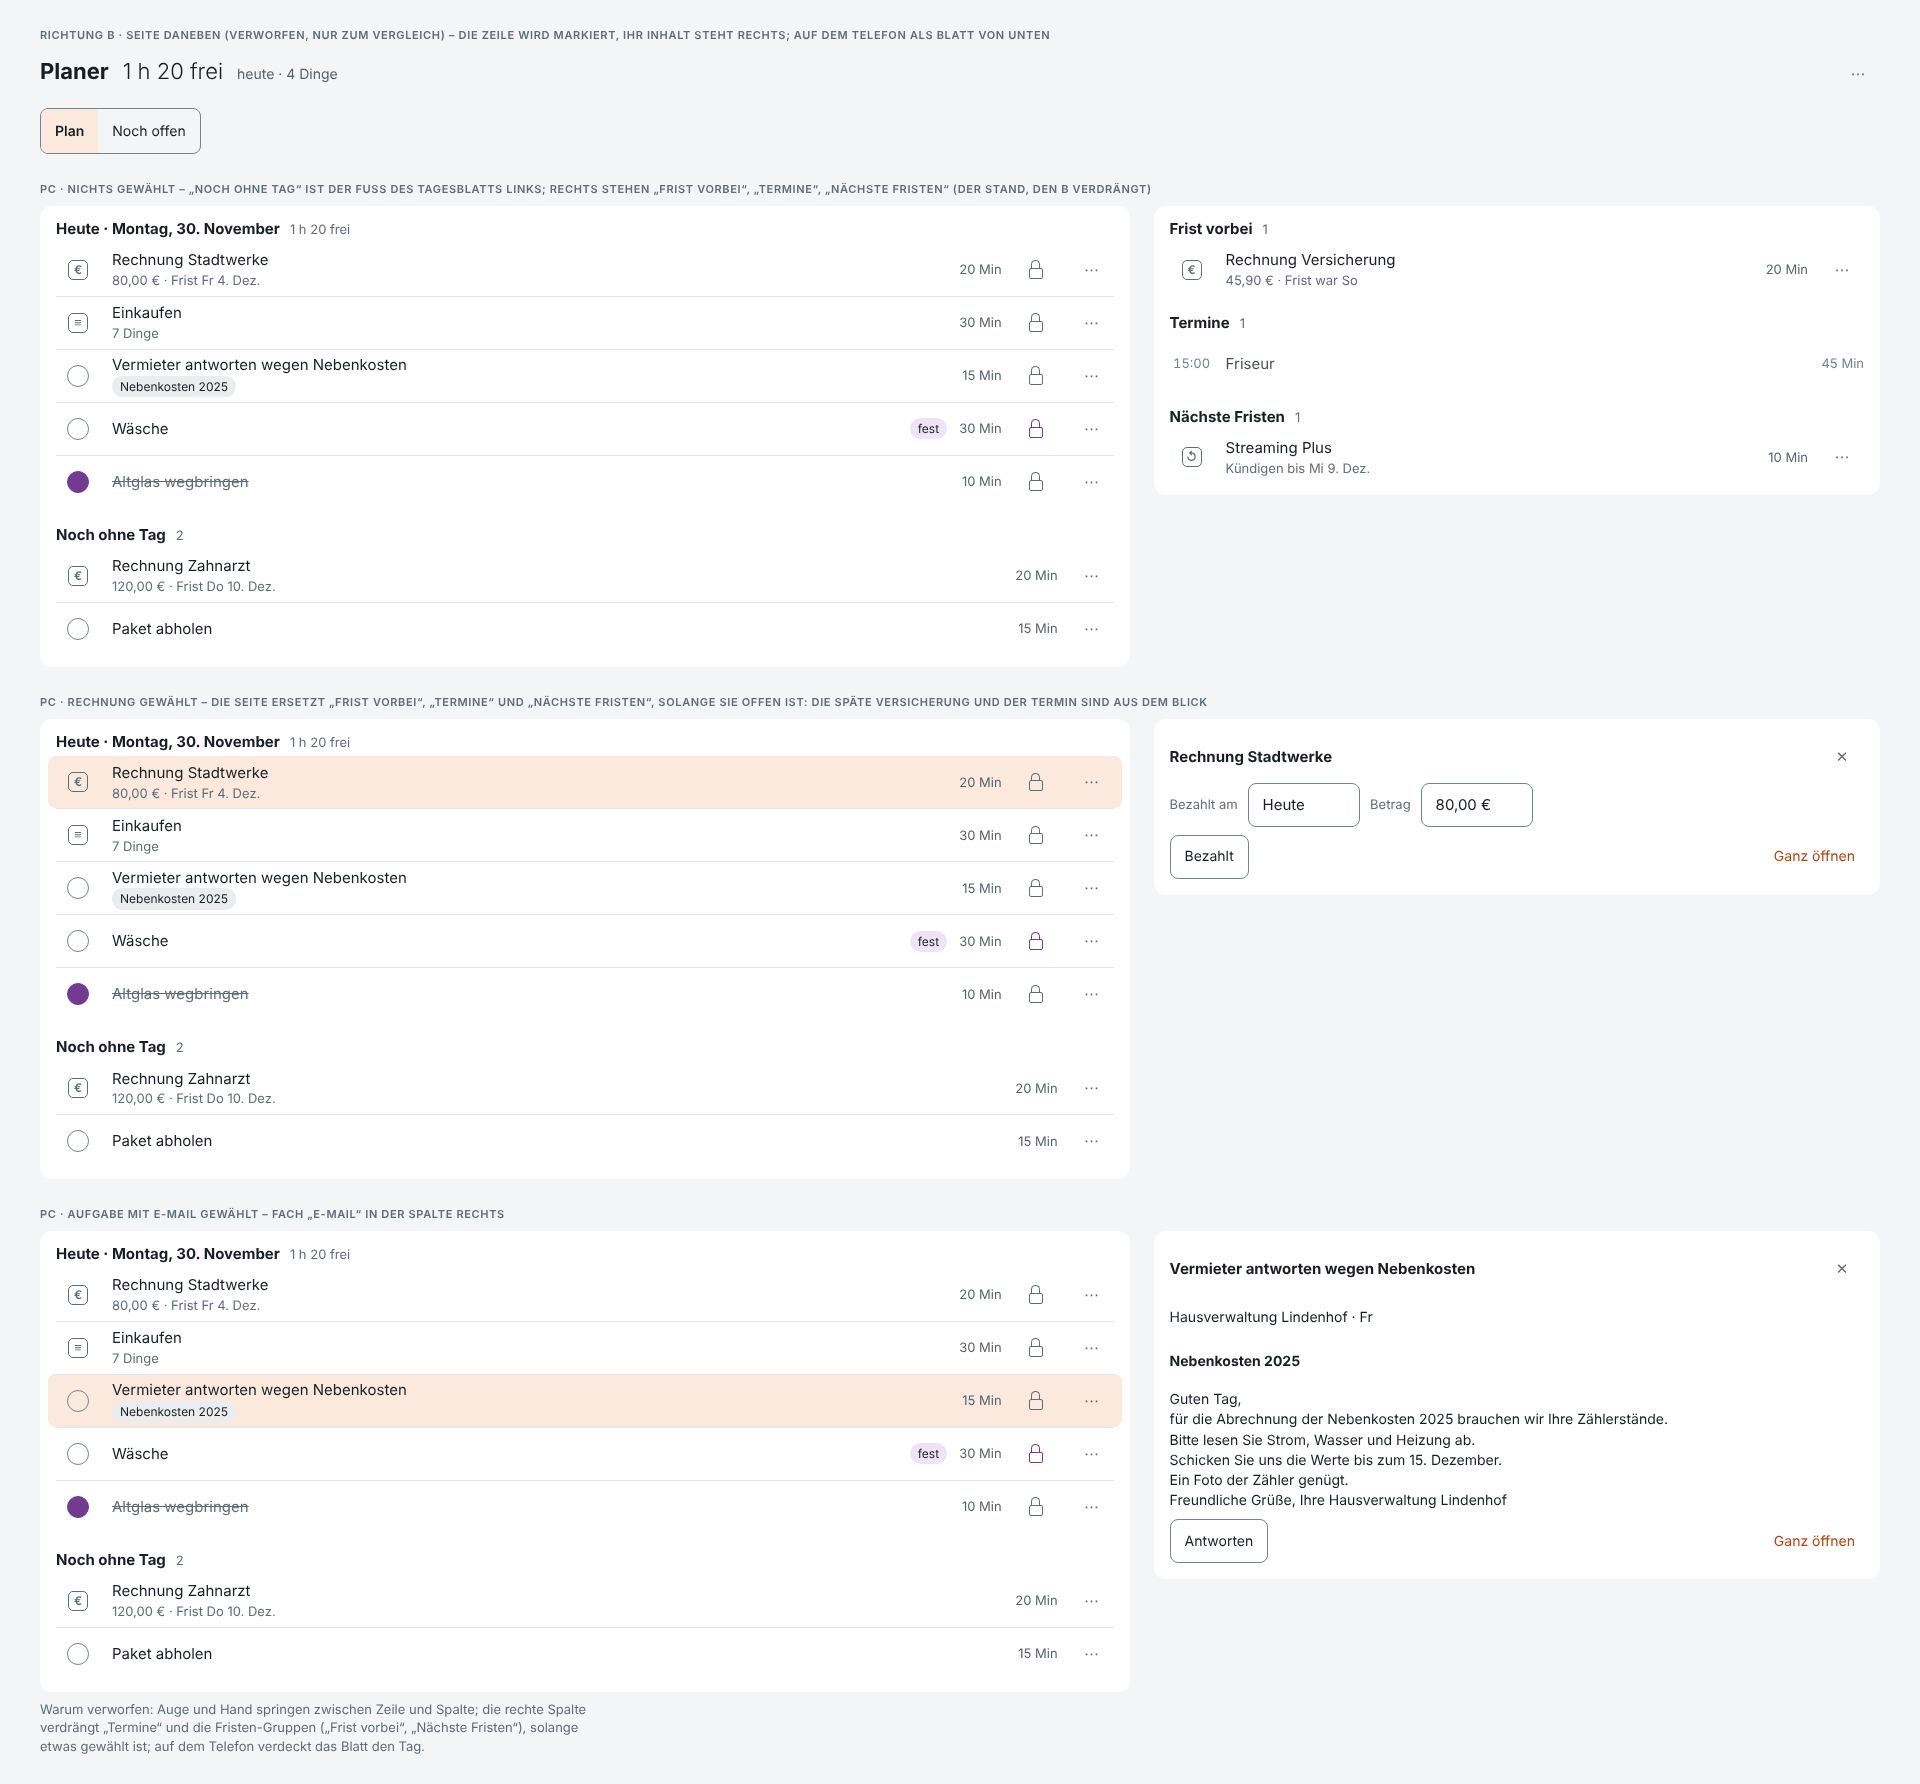 RICHTUNG B · SEITE DANEBEN (VERWORFEN, NUR ZUM VERGLEICH) – DIE ZEILE WIRD MARKIERT, IHR INHALT STEHT RECHTS; AUF DEM TELEFON ALS BLATT VON UNTEN
Planer 1 h 20 frei heute · 4 Dinge ...
Plan Noch offen
PC · NICHTS GEWÄHLT – „NOCH OHNE TAG“ IST DER FUSS DES TAGESBLATTS LINKS; RECHTS STEHEN „FRIST VORBEI“, „TERMINE“, „NÄCHSTE FRISTEN“ (DER STAND, DEN B VERDRÄNGT)
Heute · Montag, 30. November 1 h 20 frei
€ Rechnung Stadtwerke 20 Min ...
80,00 € · Frist Fr 4. Dez.
Einkaufen 30 Min ...
7 Dinge
Vermieter antworten wegen Nebenkosten 15 Min ...
Nebenkosten 2025
Wäsche fest 30 Min ...
Altglas wegbringen 10 Min ...
Noch ohne Tag 2
€ Rechnung Zahnarzt 20 Min ...
120,00 € · Frist Do 10. Dez.
Paket abholen 15 Min ...
Frist vorbei 1
€ Rechnung Versicherung 20 Min ...
45,90 € · Frist war So
Termine 1
15:00 Friseur 45 Min
Nächste Fristen 1
Streaming Plus 10 Min ...
Kündigen bis Mi 9. Dez.
PC · RECHNUNG GEWÄHLT – DIE SEITE ERSETZT „FRIST VORBEI“, „TERMINE“ UND „NÄCHSTE FRISTEN“, SOLANGE SIE OFFEN IST: DIE SPÄTE VERSICHERUNG UND DER TERMIN SIND AUS DEM BLICK
Heute · Montag, 30. November 1 h 20 frei
€ Rechnung Stadtwerke 20 Min ...
80,00 € · Frist Fr 4. Dez.
Einkaufen 30 Min ...
7 Dinge
Vermieter antworten wegen Nebenkosten 15 Min ...
Nebenkosten 2025
Wäsche fest 30 Min ...
Altglas wegbringen 10 Min ...
Noch ohne Tag 2
€ Rechnung Zahnarzt 20 Min ...
120,00 € · Frist Do 10. Dez.
Paket abholen 15 Min ...
Rechnung Stadtwerke ×
Bezahlt am Heute Betrag 80,00 €
Bezahlt Ganz öffnen
PC · AUFGABE MIT E-MAIL GEWÄHLT – FACH „E-MAIL“ IN DER SPALTE RECHTS
Heute · Montag, 30. November 1 h 20 frei
€ Rechnung Stadtwerke 20 Min ...
80,00 € · Frist Fr 4. Dez.
Einkaufen 30 Min ...
7 Dinge
Vermieter antworten wegen Nebenkosten 15 Min ...
Nebenkosten 2025
Wäsche fest 30 Min ...
Altglas wegbringen 10 Min ...
Noch ohne Tag 2
€ Rechnung Zahnarzt 20 Min ...
120,00 € · Frist Do 10. Dez.
Paket abholen 15 Min ...
Vermieter antworten wegen Nebenkosten ×
Hausverwaltung Lindenhof · Fr
Nebenkosten 2025
Guten Tag,
für die Abrechnung der Nebenkosten 2025 brauchen wir Ihre Zählerstände.
Bitte lesen Sie Strom, Wasser und Heizung ab.
Schicken Sie uns die Werte bis zum 15. Dezember.
Ein Foto der Zähler genügt.
Freundliche Grüße, Ihre Hausverwaltung Lindenhof
Antworten Ganz öffnen
Warum verworfen: Auge und Hand springen zwischen Zeile und Spalte; die rechte Spalte
verdrängt „Termine“ und die Fristen-Gruppen („Frist vorbei“, „Nächste Fristen“), solange
etwas gewählt ist; auf dem Telefon verdeckt das Blatt den Tag.